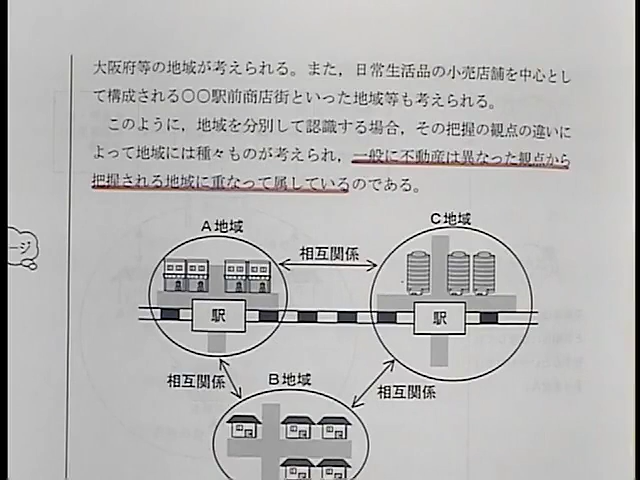 大阪府等の地域が考えられる。また，日常生活品の小売店舗を中心とし
て構成される〇〇駅前商店街といった地域等も考えられる。
このように，地域を分別して認識する場合，その把握の観点の違いに
よって地域には種々ものが考えられ，一般に不動産は異なった観点から
把握される地域に重なって属しているのである。
ージ
A地域
C地域
相互関係
駅
駅
相互関係
B地域
相互関係